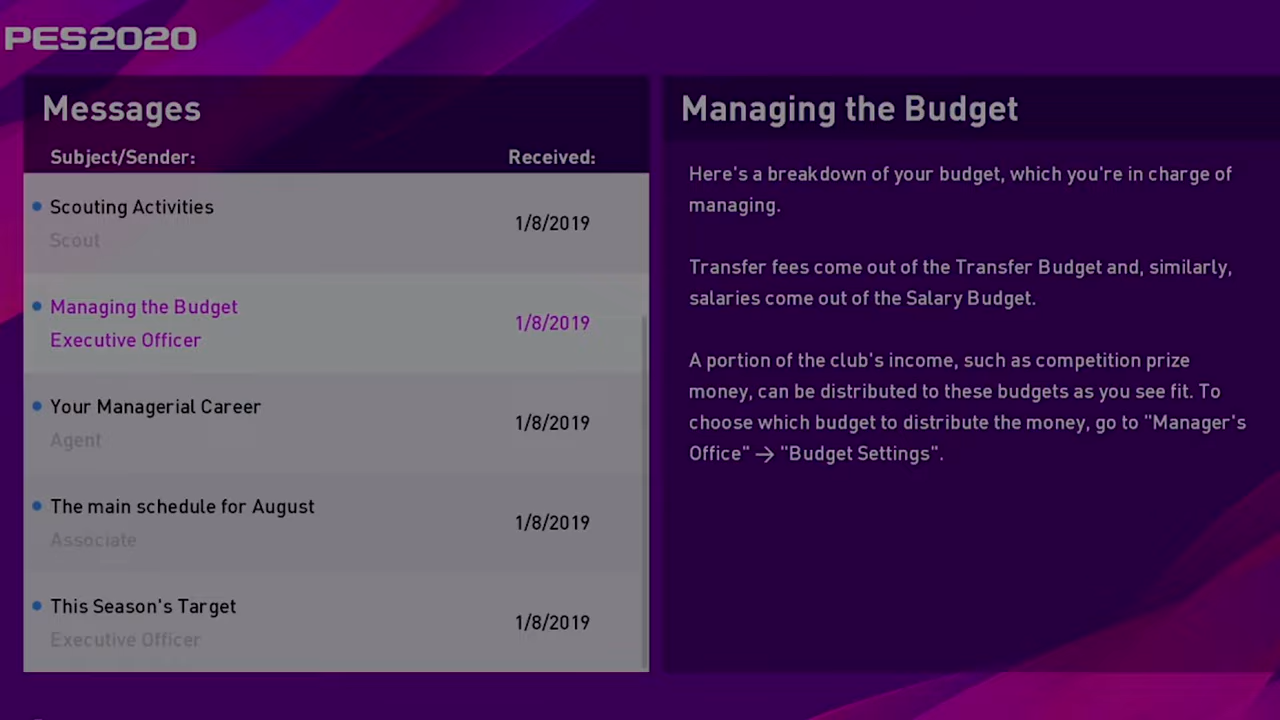 PES2020
Messages
Subject/Sender: Received:
Scouting Activities
Scout
1/8/2019
Managing the Budget
Executive Officer
1/8/2019
Your Managerial Career
Agent
1/8/2019
The main schedule for August
Associate
1/8/2019
This Season's Target
Executive Officer
1/8/2019
Managing the Budget
Here's a breakdown of your budget, which you're in charge of
managing.
Transfer fees come out of the Transfer Budget and, similarly,
salaries come out of the Salary Budget.
A portion of the club's income, such as competition prize
money, can be distributed to these budgets as you see fit. To
choose which budget to distribute the money, go to "Manager's
Office" → "Budget Settings".